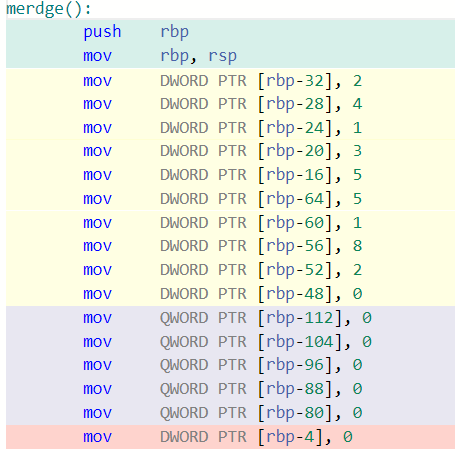 merdge():
push rbp
mov rbp, rsp
mov DWORD PTR [rbp-32], 2
mov DWORD PTR [rbp-28], 4
mov DWORD PTR [rbp-24], 1
mov DWORD PTR [rbp-20], 3
mov DWORD PTR [rbp-16], 5
mov DWORD PTR [rbp-64], 5
mov DWORD PTR [rbp-60], 1
mov DWORD PTR [rbp-56], 8
mov DWORD PTR [rbp-52], 2
mov DWORD PTR [rbp-48], 0
mov QWORD PTR [rbp-112], 0
mov QWORD PTR [rbp-104], 0
mov QWORD PTR [rbp-96], 0
mov QWORD PTR [rbp-88], 0
mov QWORD PTR [rbp-80], 0
mov DWORD PTR [rbp-4], 0